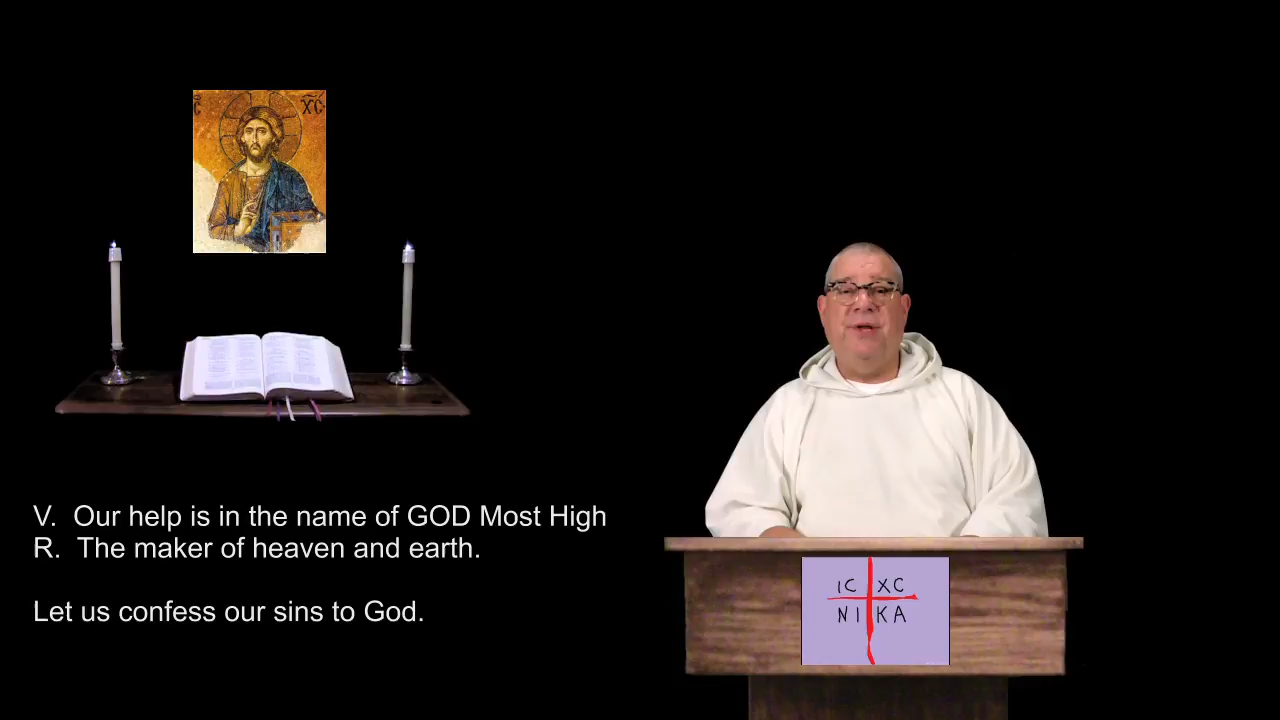 XC
V. Our help is in the name of GOD Most High
R. The maker of heaven and earth.
Let us confess our sins to God.
IC XC
NI KA